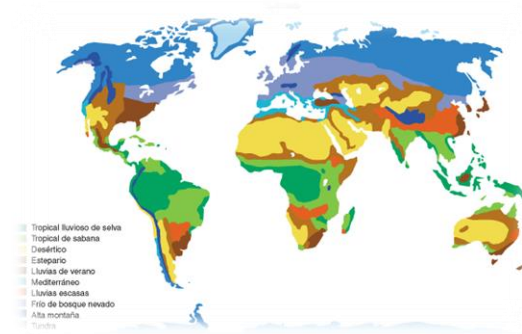 Tropical lluvioso de selva
Tropical de sabana
Desértico
Estepario
Lluvias de verano
Mediterráneo
Lluvias escasas
Frío de bosque nevado
Alta montaña
Tundra